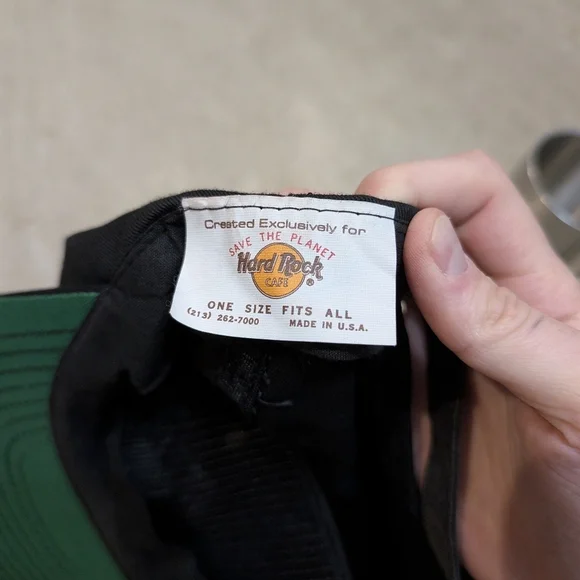 Created Exclusively for
SAVE THE PLANET
Hard Rock
CAFE
®
ONE SIZE FITS ALL
(213) 262-7000 MADE IN U.S.A.